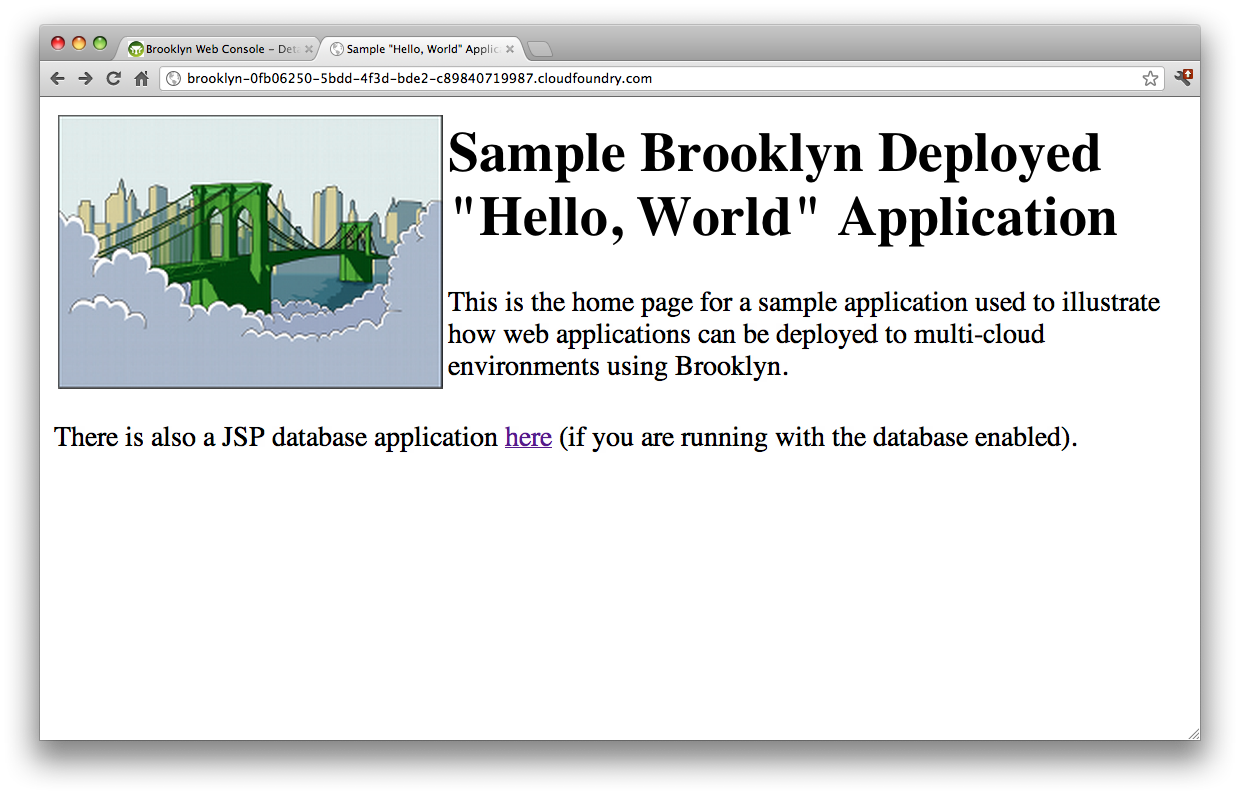 Brooklyn Web Console – Det
Sample "Hello, World" Applic
brooklyn-0fb06250-5bdd-4f3d-bde2-c89840719987.cloudfoundry.com
Sample Brooklyn Deployed
"Hello, World" Application
This is the home page for a sample application used to illustrate
how web applications can be deployed to multi-cloud
environments using Brooklyn.
There is also a JSP database application here (if you are running with the database enabled).